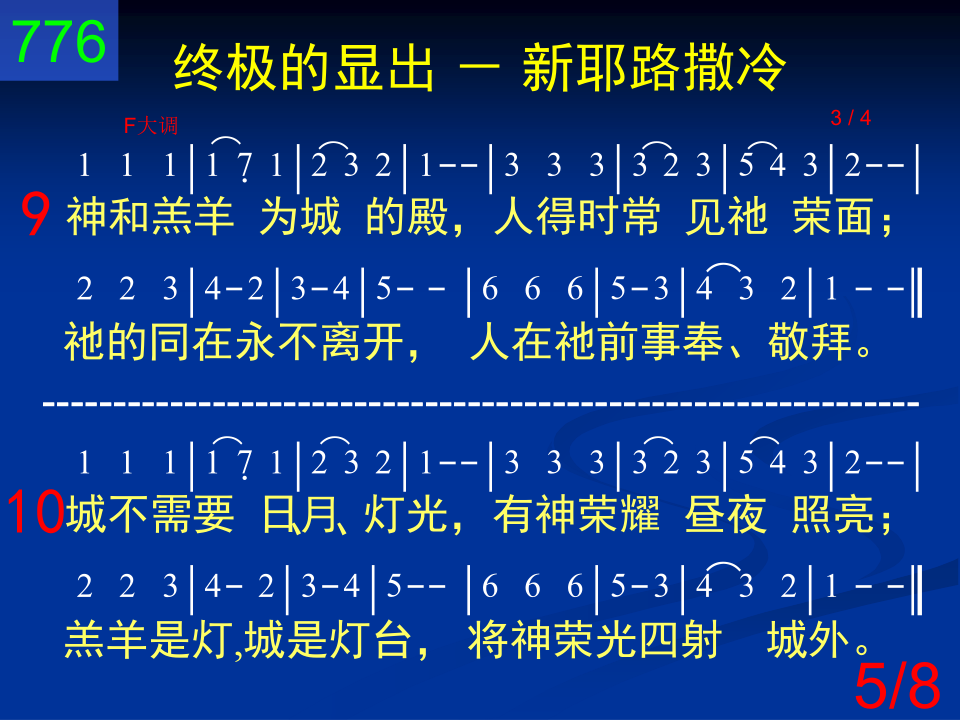 776
终极的显出 － 新耶路撒冷
F大调
3 / 4
1 1 1|1 7̣ 1|2 3 2|1--|3 3 3|3 2 3|5 4 3|2--|
9 神和羔羊 为城 的殿，人得时常 见祂 荣面；
2 2 3|4-2|3-4|5-- |6 6 6|5-3|4 3 2|1 --‖
祂的同在永不离开， 人在祂前事奉、敬拜。
--------------------------------------------------------------
1 1 1|1 7̣ 1|2 3 2|1--|3 3 3|3 2 3|5 4 3|2--|
10 城不需要 日、月、灯光，有神荣耀 昼夜 照亮；
2 2 3|4- 2|3-4|5-- |6 6 6|5-3|4 3 2|1 --‖
羔羊是灯,城是灯台， 将神荣光四射 城外。
5/8